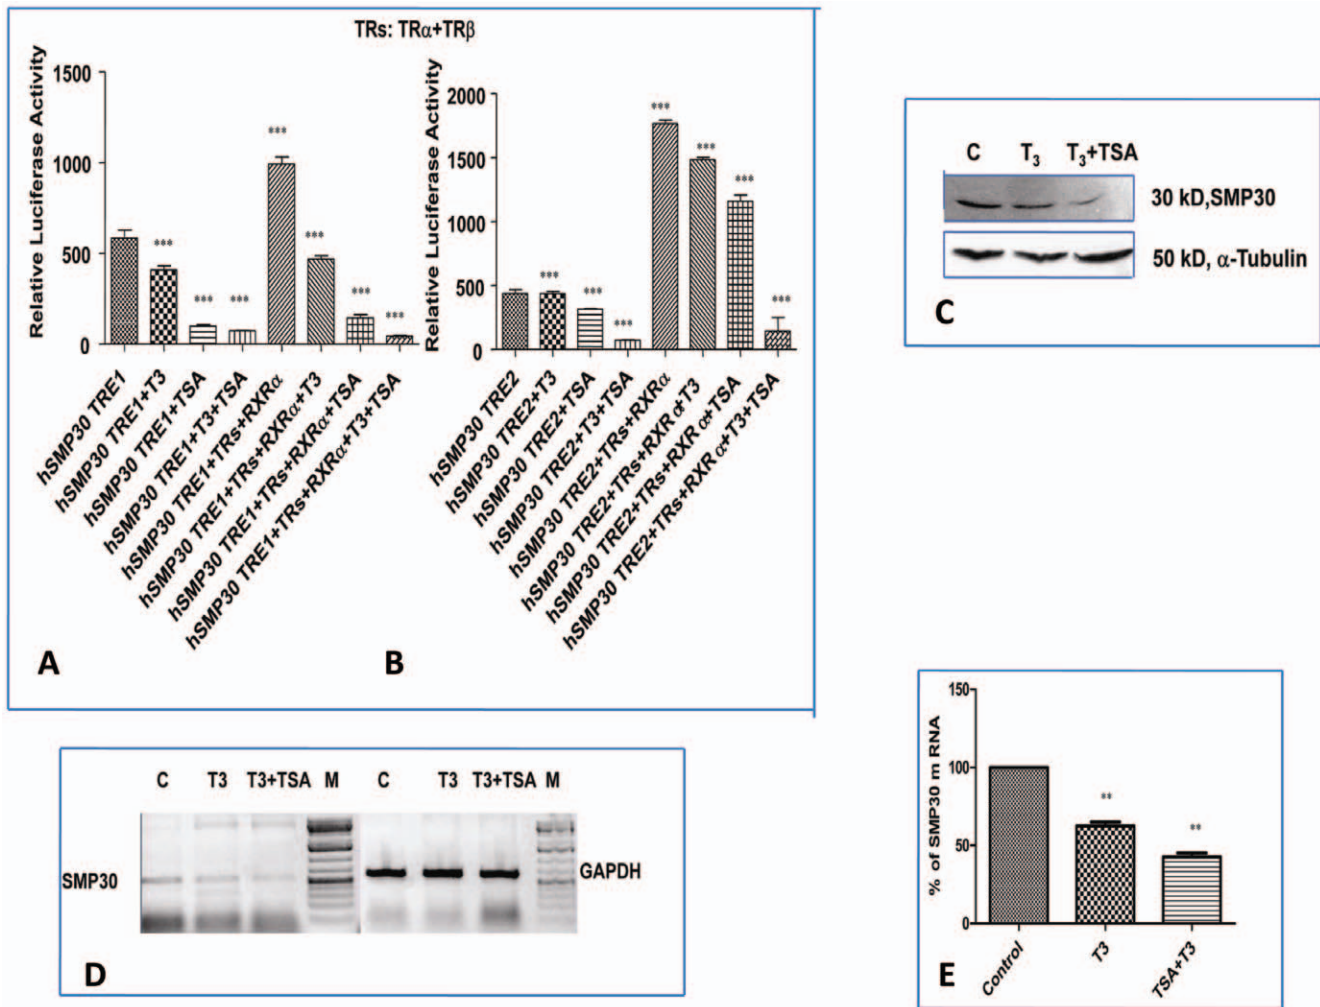 TRs: TRα+TRβ
Relative Luciferase Activity
1500
1000
500
0
***
***
***
***
***
***
***
hSMP30 TRE1
hSMP30 TRE1+T3
hSMP30 TRE1+TSA
hSMP30 TRE1+T3+TSA
hSMP30 TRE1+TRs+RXRα
hSMP30 TRE1+TRs+RXRα+T3
hSMP30 TRE1+TRs+RXRα+TSA
hSMP30 TRE1+TRs+RXRα+T3+TSA
A
Relative Luciferase Activity
2000
1500
1000
500
0
***
***
***
***
***
***
***
hSMP30 TRE2
hSMP30 TRE2+T3
hSMP30 TRE2+TSA
hSMP30 TRE2+T3+TSA
hSMP30 TRE2+TRs+RXRα
hSMP30 TRE2+TRs+RXR α+T3
hSMP30 TRE2+TRs+RXR α+TSA
hSMP30 TRE2+TRs+RXR α+T3+TSA
B
C T₃ T₃+TSA
30 kD,SMP30
50 kD, α-Tubulin
C
C T3 T3+TSA M C T3 T3+TSA M
SMP30
GAPDH
D
% of SMP30 m RNA
150
100
50
0
**
**
Control
T3
TSA+T3
E